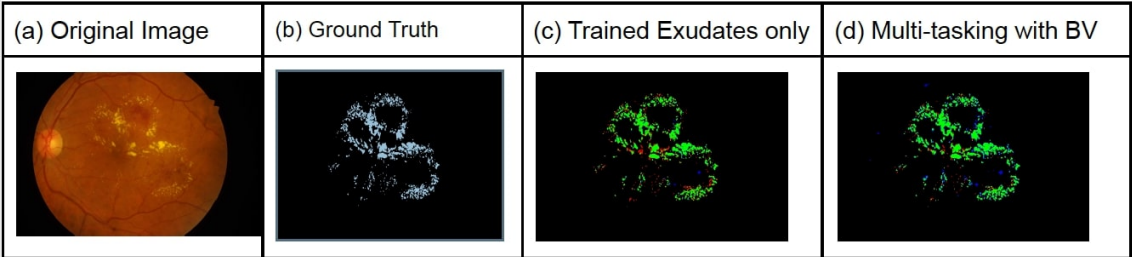 (a) Original Image
(b) Ground Truth
(c) Trained Exudates only
(d) Multi-tasking with BV